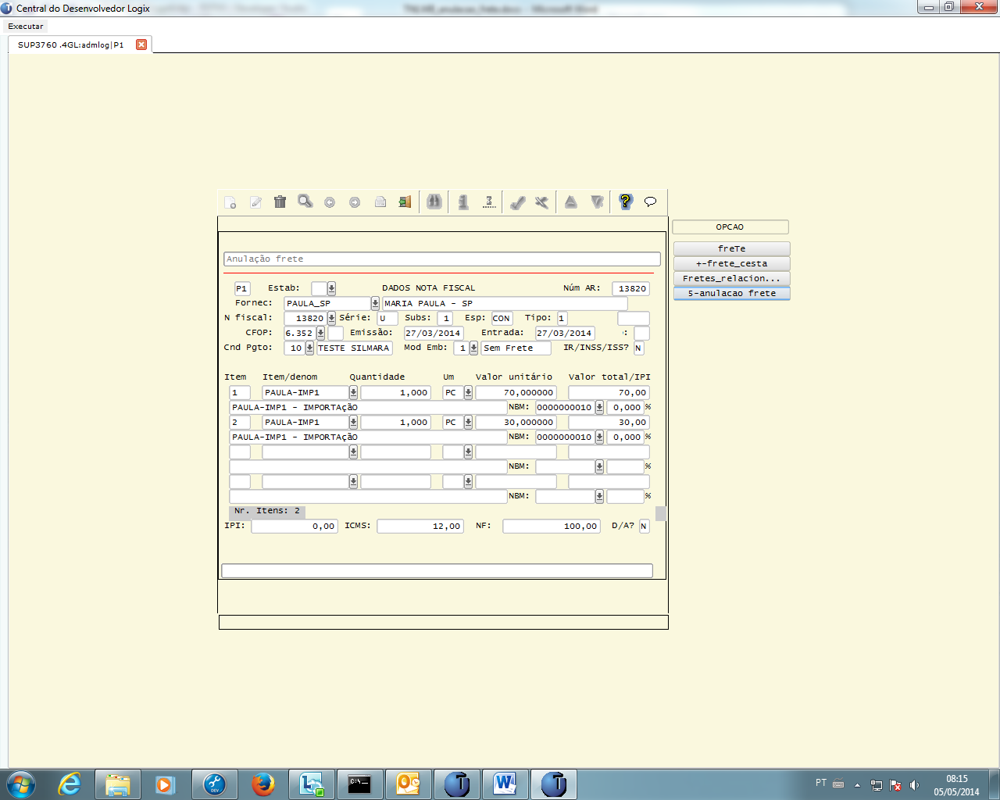 Central do Desenvolvedor Logix
Executar
SUP3760 .4GL:admlog|P1
OPCAO
freTe
+-frete_cesta
Fretes_relacion...
5-anulacao frete
Anulação frete
P1 Estab: DADOS NOTA FISCAL Núm AR: 13820
Fornec: PAULA_SP MARIA PAULA - SP
N fiscal: 13820 Série: U Subs: 1 Esp: CON Tipo: 1
CFOP: 6.352 Emissão: 27/03/2014 Entrada: 27/03/2014 :
Cnd Pgto: 10 TESTE SILMARA Mod Emb: 1 Sem Frete IR/INSS/ISS? N
Item Item/denom Quantidade Um Valor unitário Valor total/IPI
1 PAULA-IMP1 1,000 PC 70,000000 70,00
PAULA-IMP1 - IMPORTAção NBM: 0000000010 0,000 %
2 PAULA-IMP1 1,000 PC 30,000000 30,00
PAULA-IMP1 - IMPORTAção NBM: 0000000010 0,000 %
NBM: %
NBM: %
Nr. Itens: 2
IPI: 0,00 ICMS: 12,00 NF: 100,00 D/A? N
PT
08:15
05/05/2014